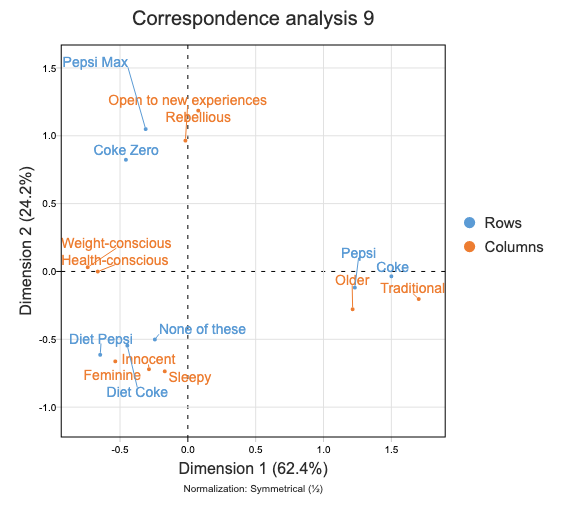 Correspondence analysis 9
Pepsi Max
1.5
Open to new experiences
Rebellious
1.0
Coke Zero
0.5
Weight-conscious
Health-conscious
0.0
Pepsi
Coke
Older
Traditional
Rows
Columns
Dimension 2 (24.2%)
None of these
Diet Pepsi
-0.5
Innocent
Feminine
Sleepy
Diet Coke
-1.0
-0.5
0.0
0.5
1.0
1.5
Dimension 1 (62.4%)
Normalization: Symmetrical (½)